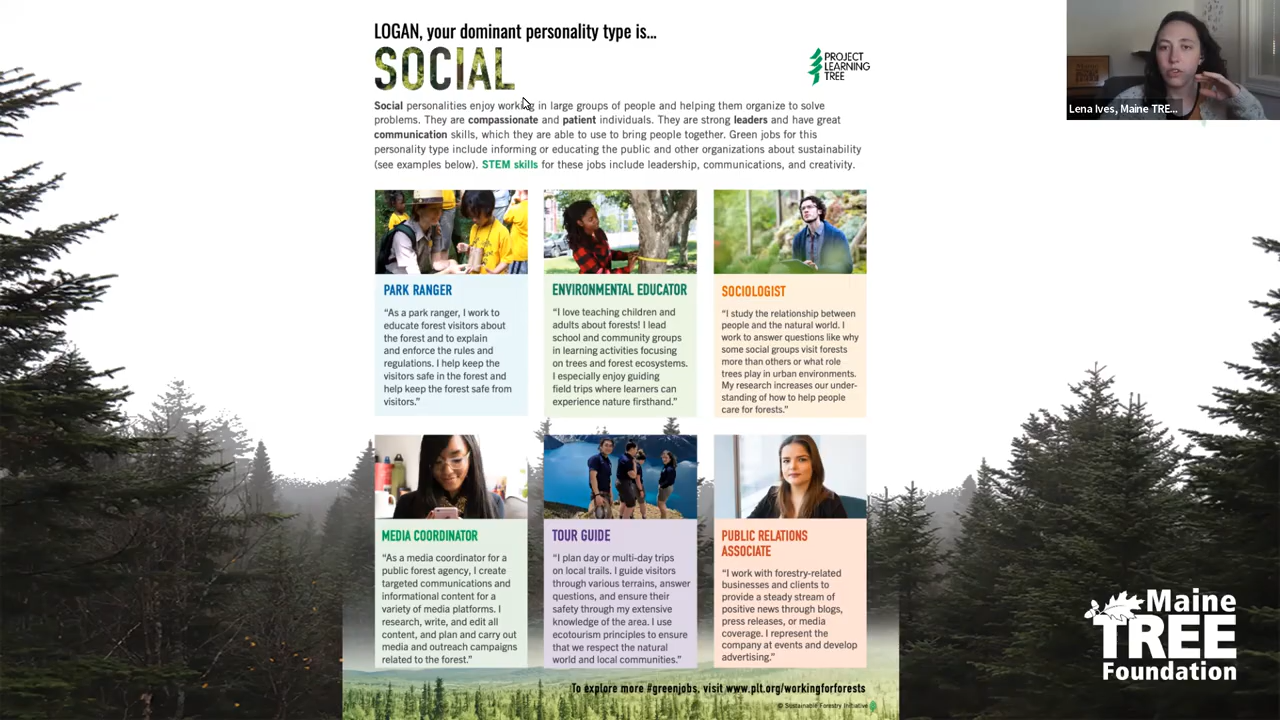 LOGAN, your dominant personality type is...
SOCIAL
PROJECT
LEARNING
TREE
Social personalities enjoy working in large groups of people and helping them organize to solve
problems. They are compassionate and patient individuals. They are strong leaders and have great
communication skills, which they are able to use to bring people together. Green jobs for this
personality type include informing or educating the public and other organizations about sustainability
(see examples below). STEM skills for these jobs include leadership, communications, and creativity.
Lena Ives, Maine TRE...
PARK RANGER
“As a park ranger, I work to
educate forest visitors about
the forest and to explain
and enforce the rules and
regulations. I help keep the
visitors safe in the forest and
help keep the forest safe from
visitors.”
ENVIRONMENTAL EDUCATOR
“I love teaching children and
adults about forests! I lead
school and community groups
in learning activities focusing
on trees and forest ecosystems.
I especially enjoy guiding
field trips where learners can
experience nature firsthand.”
SOCIOLOGIST
“I study the relationship between
people and the natural world. I
work to answer questions like why
some social groups visit forests
more than others or what role
trees play in urban environments.
My research increases our under-
standing of how to help people
care for forests.”
MEDIA COORDINATOR
“As a media coordinator for a
public forest agency, I create
targeted communications and
informational content for a
variety of media platforms. I
research, write, and edit all
content, and plan and carry out
media and outreach campaigns
related to the forest.”
TOUR GUIDE
“I plan day or multi-day trips
on local trails. I guide visitors
through various terrains, answer
questions, and ensure their
safety through my extensive
knowledge of the area. I use
ecotourism principles to ensure
that we respect the natural
world and local communities.”
PUBLIC RELATIONS
ASSOCIATE
“I work with forestry-related
businesses and clients to
provide a steady stream of
positive news through blogs,
press releases, or media
coverage. I represent the
company at events and develop
advertising.”
To explore more #greenjobs, visit www.plt.org/workingforforests
© Sustainable Forestry Initiative
Maine
TREE
Foundation